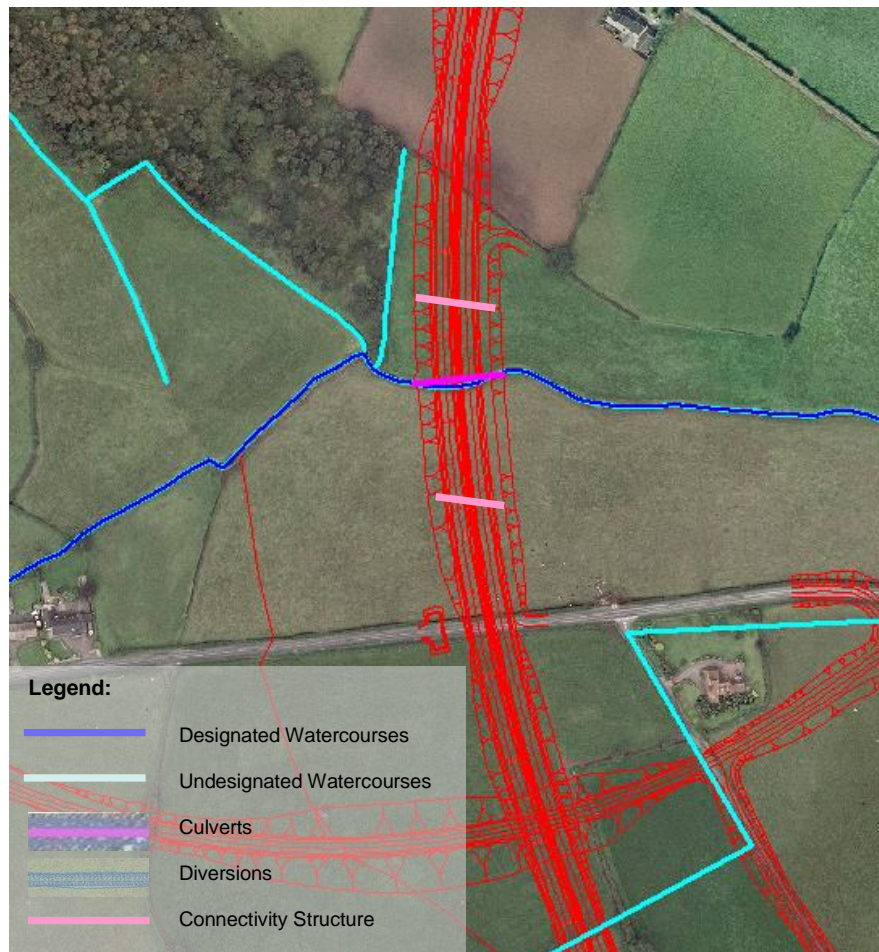 Legend:
Designated Watercourses
Undesignated Watercourses
Culverts
Diversions
Connectivity Structure